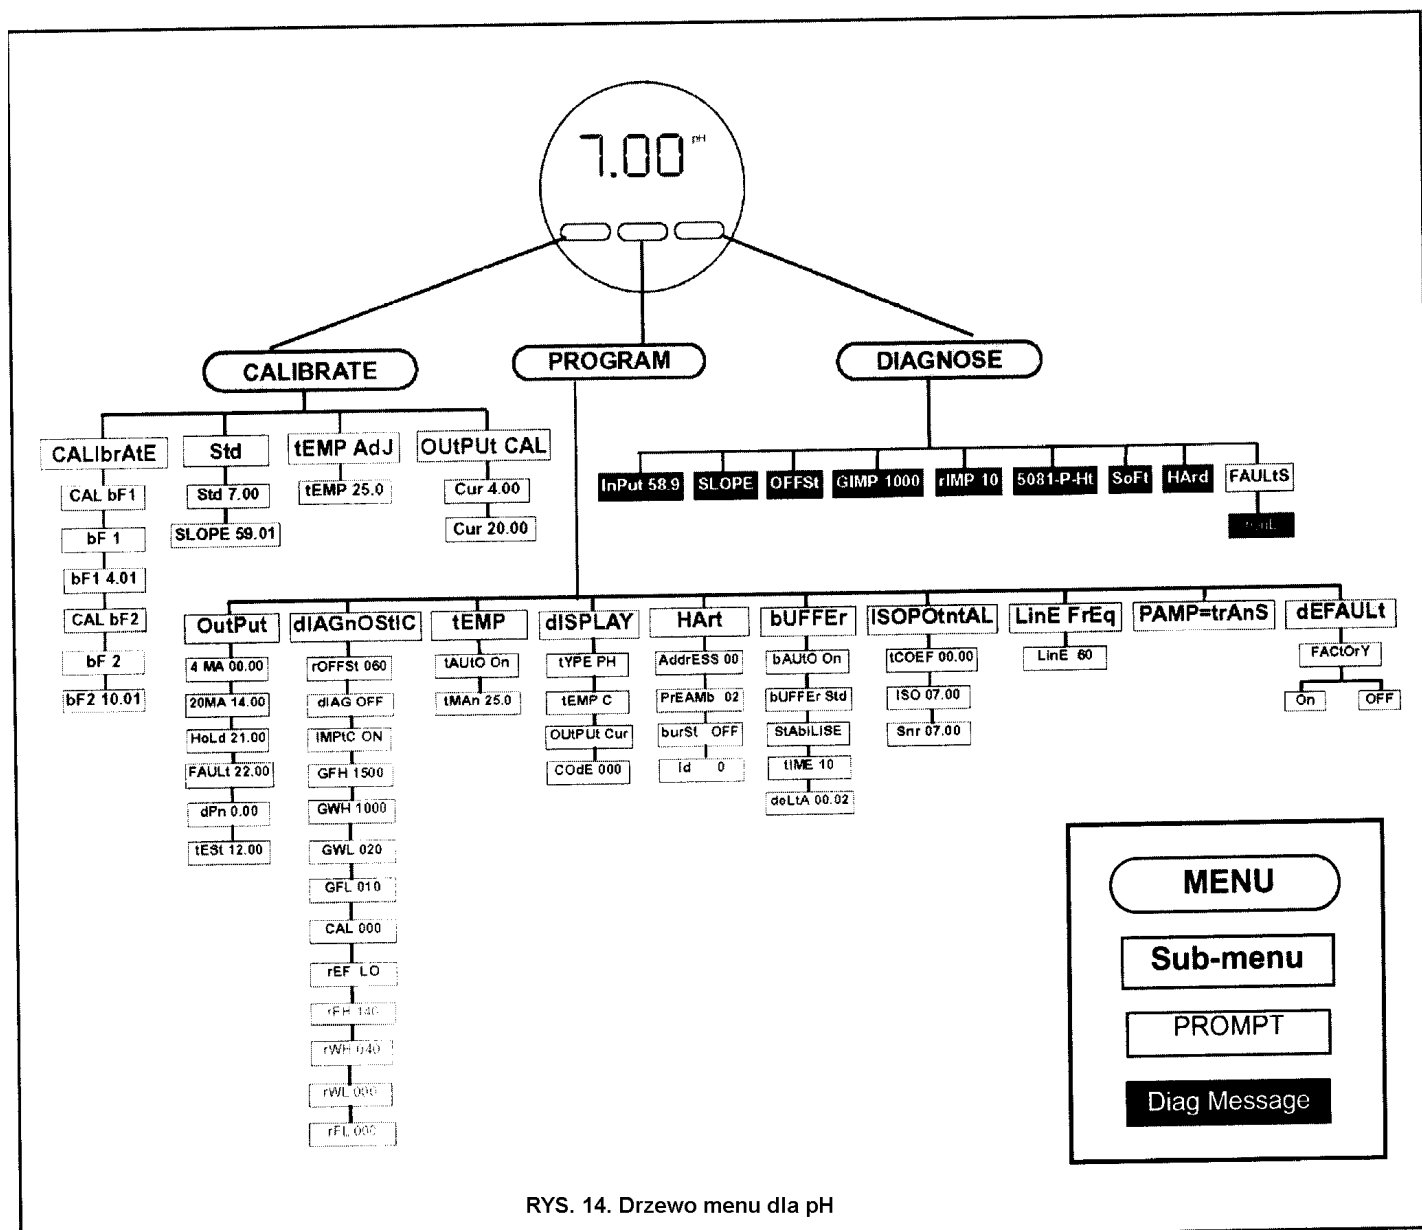 7.00 pH
CALIBRATE
PROGRAM
DIAGNOSE
CALIbrAtE
CAL bF1
bF 1
bF1 4.01
CAL bF2
bF 2
bF2 10.01
Std
Std 7.00
SLOPE 59.01
tEMP AdJ
tEMP 25.0
OUtPUt CAL
Cur 4.00
Cur 20.00
InPut 58.9
SLOPE
OFFSt
GIMP 1000
rIMP 10
5081-P-Ht
SoFt
HArd
FAULtS
OutPut
4 MA 00.00
20MA 14.00
HoLd 21.00
FAULt 22.00
dPn 0.00
tESt 12.00
dIAGnOStIC
rOFFSt 060
dIAG OFF
IMPtC ON
GFH 1500
GWH 1000
GWL 020
GFL 010
CAL 000
rEF LO
rFH 140
rWH 040
rWL 000
rFL 000
tEMP
tAUtO On
tMAn 25.0
dISPLAY
tYPE PH
tEMP C
OUtPUt Cur
COdE 000
HArt
AddrESS 00
PrEAMb 02
burSt OFF
Id 0
bUFFEr
bAUtO On
bUFFEr Std
StAbILISE
tIME 10
deLtA 00.02
ISOPOtntAL
tCOEF 00.00
ISO 07.00
Snr 07.00
LinE FrEq
LinE 60
PAMP=trAnS
dEFAULt
FACtOrY
On
OFF
MENU
Sub-menu
PROMPT
Diag Message
RYS. 14. Drzewo menu dla pH